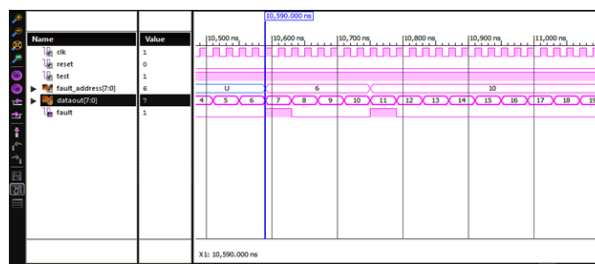 10,590.000 ns
Name Value
10,500 ns 10,600 ns 10,700 ns 10,800 ns 10,900 ns 11,000 ns
clk 1
reset 0
test 1
fault_address[7:0] 6 U 6 10
dataout[7:0] 7 4 5 6 7 8 9 10 11 12 13 14 15 16 17 18 19
fault 1
X1: 10,590.000 ns